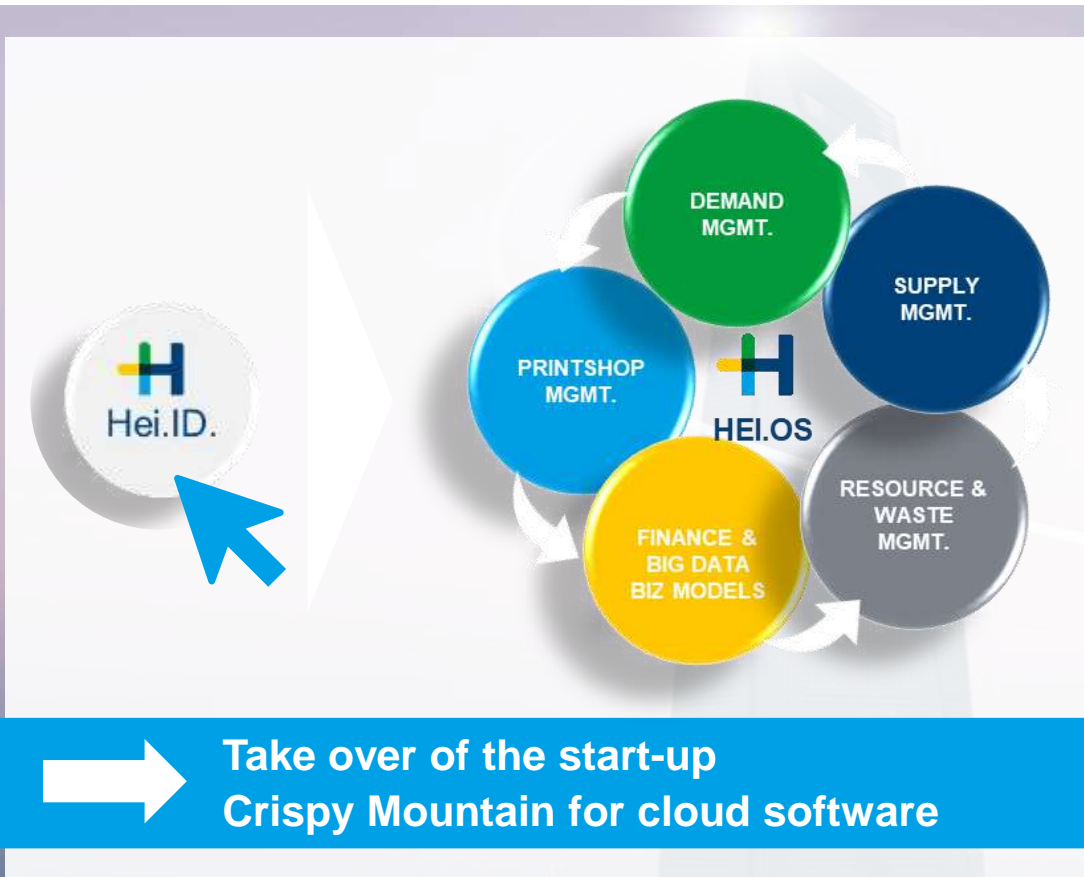 DEMAND
MGMT.
SUPPLY
MGMT.
PRINTSHOP
MGMT.
Hei.ID.
HEI.OS
RESOURCE &
WASTE
MGMT.
FINANCE &
BIG DATA
BIZ MODELS
Take over of the start-up
Crispy Mountain for cloud software